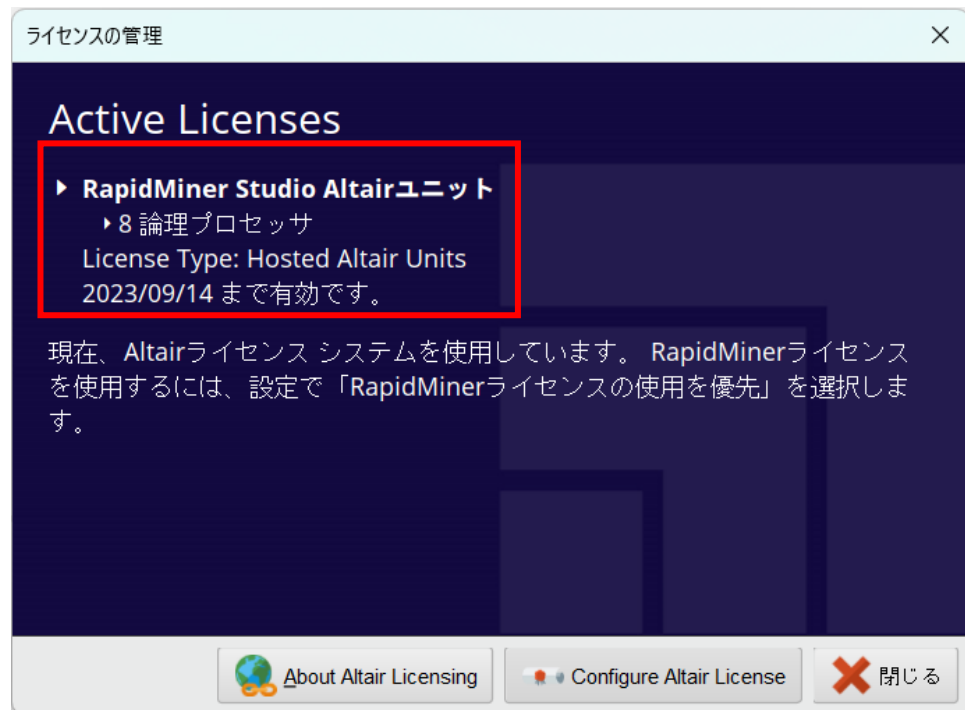 ライセンスの管理
Active Licenses
RapidMiner Studio Altairユニット
8 論理プロセッサ
License Type: Hosted Altair Units
2023/09/14 まで有効です。
現在、Altairライセンス システムを使用しています。 RapidMinerライセンス
を使用するには、設定で「RapidMinerライセンスの使用を優先」を選択しま
す。
About Altair Licensing
Configure Altair License
閉じる